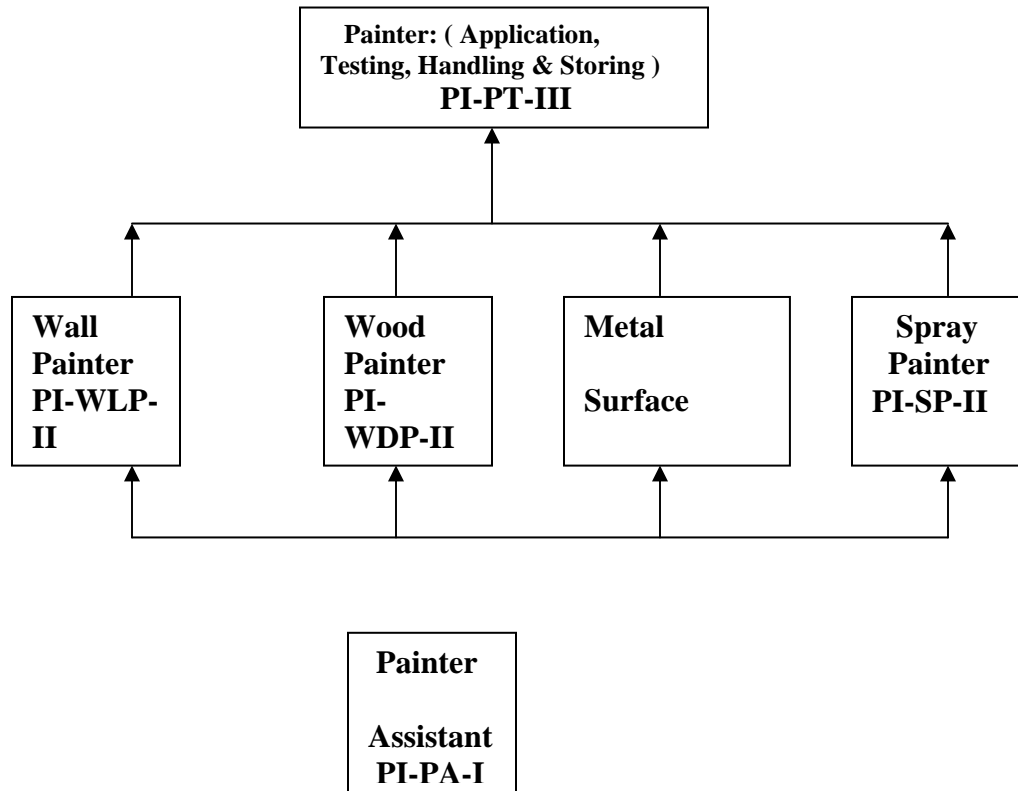 Painter: ( Application,
Testing, Handling & Storing )
PI-PT-III
Wall
Painter
PI-WLP-
II
Wood
Painter
PI-
WDP-II
Metal
Surface
Spray
Painter
PI-SP-II
Painter
Assistant
PI-PA-I